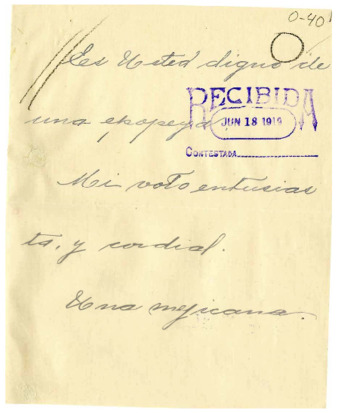 0-40
Es Usted digno de
una epopeya
RECIBIDA
JUN 18 1914
CONTESTADA
Mi voto entusias
ta, y cordial.
Una mejicana.